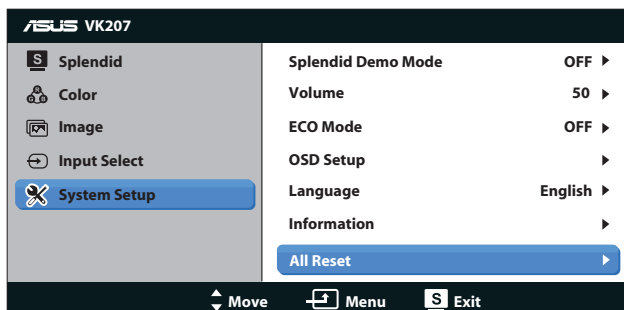 ASUS VK207
S Splendid
Color
Image
Input Select
System Setup
Splendid Demo Mode OFF
Volume 50
ECO Mode OFF
OSD Setup
Language English
Information
All Reset
Move Menu S Exit